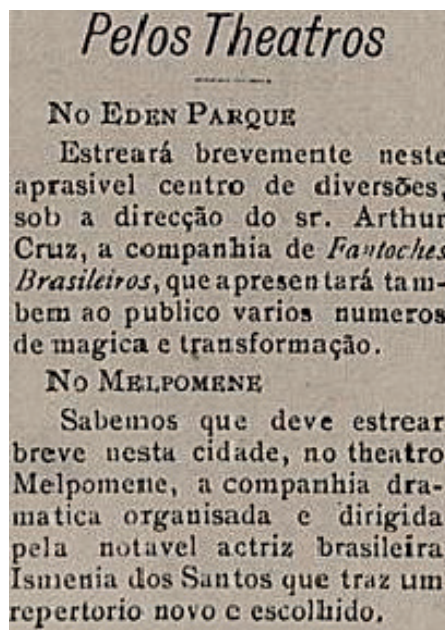 Pelos Theatros
No Eden Parque
Estreará brevemente neste
aprasivel centro de diversões,
sob a direcção do sr. Arthur
Cruz, a companhia de Fantoches
Brasileiros, que apresentará tam-
bem ao publico varios numeros
de magica e transformação.
No Melpomene
Sabemos que deve estrear
breve nesta cidade, no theatro
Melpomene, a companhia dra-
matica organisada e dirigida
pela notavel actriz brasileira
Ismenia dos Santos que traz um
repertorio novo e escolhido.